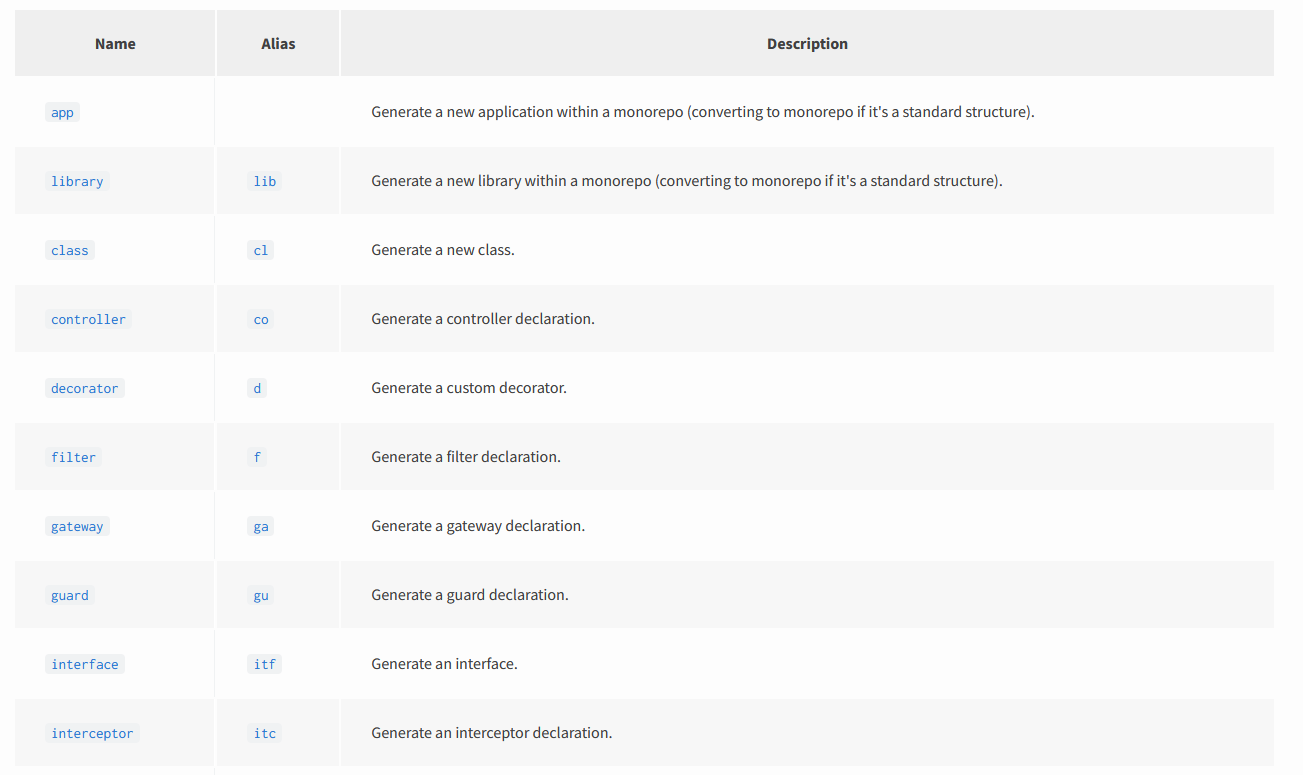 Name Alias Description
app Generate a new application within a monorepo (converting to monorepo if it's a standard structure).
library lib Generate a new library within a monorepo (converting to monorepo if it's a standard structure).
class cl Generate a new class.
controller co Generate a controller declaration.
decorator d Generate a custom decorator.
filter f Generate a filter declaration.
gateway ga Generate a gateway declaration.
guard gu Generate a guard declaration.
interface itf Generate an interface.
interceptor itc Generate an interceptor declaration.